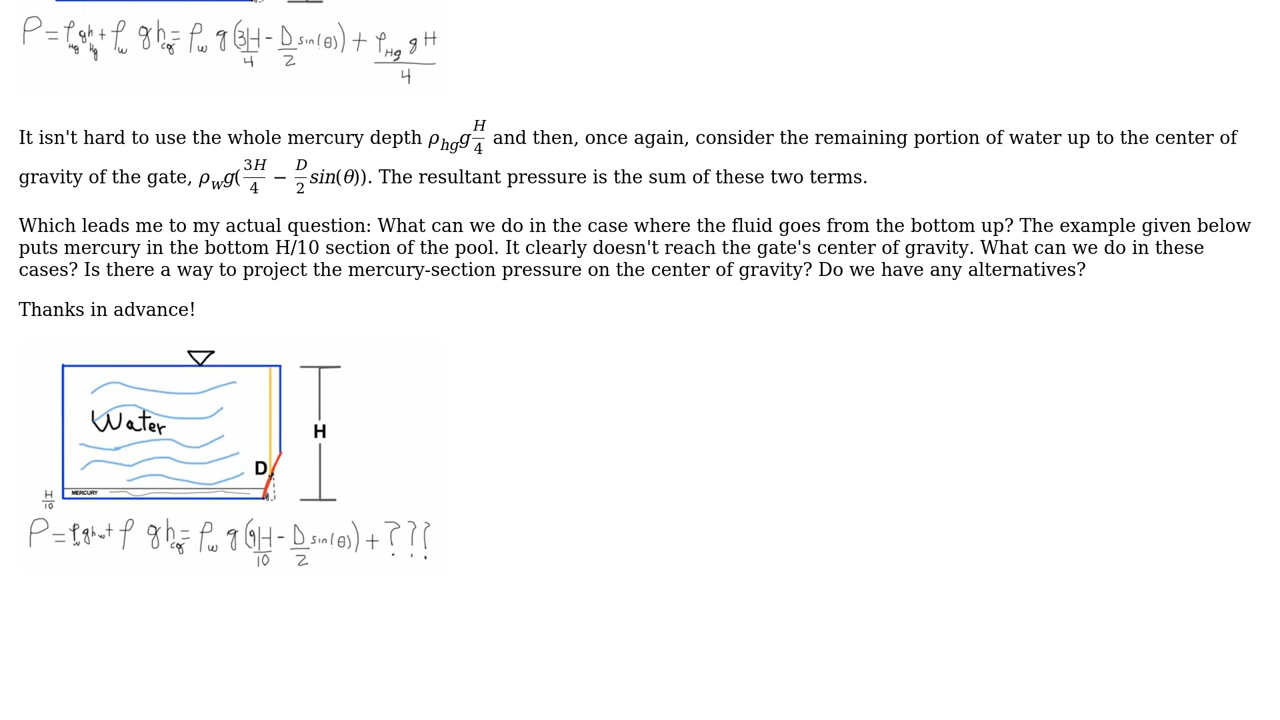 P = ρHg ghHg + ρw ghcg = ρw g(3H/4 - D/2 sin(θ)) + ρHg gH/4
It isn't hard to use the whole mercury depth ρhg g H/4 and then, once again, consider the remaining portion of water up to the center of
gravity of the gate, ρw g(3H/4 − D/2 sin(θ)). The resultant pressure is the sum of these two terms.
Which leads me to my actual question: What can we do in the case where the fluid goes from the bottom up? The example given below
puts mercury in the bottom H/10 section of the pool. It clearly doesn't reach the gate's center of gravity. What can we do in these
cases? Is there a way to project the mercury-section pressure on the center of gravity? Do we have any alternatives?
Thanks in advance!
Water
H
D
MERCURY
H/10
P = ρw ghw + ρ ghcg = ρw g(9H/10 - D/2 sin(θ)) + ???